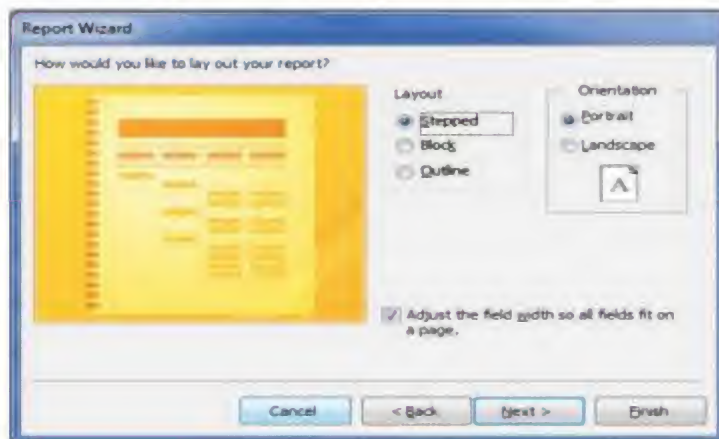 Report Wizard
How would you like to lay out your report?
Layout
Stepped
Block
Outline
Orientation
Portrait
Landscape
A
Adjust the field width so all fields fit on
a page.
Cancel
< Back
Next >
Finish